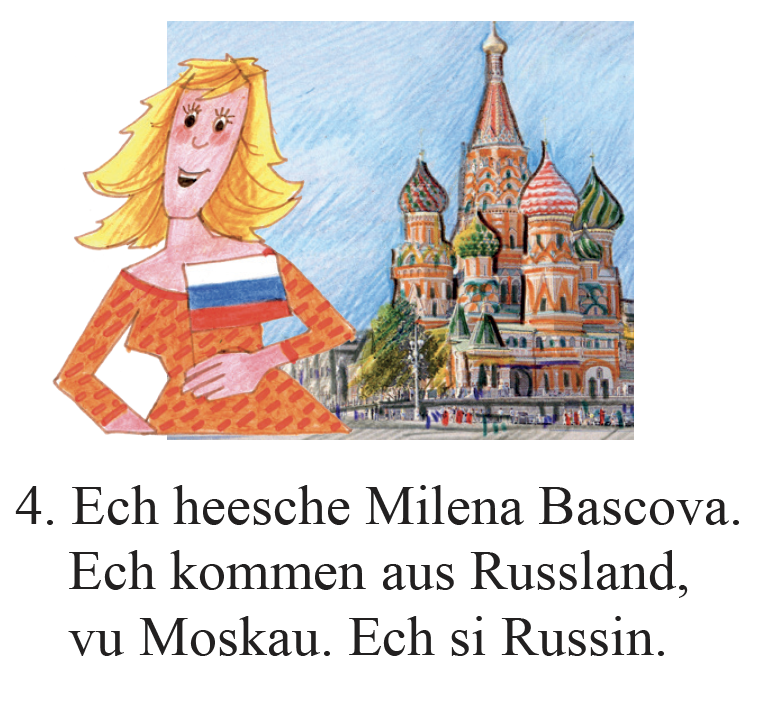 4. Ech heesche Milena Bascova.
Ech kommen aus Russland,
vu Moskau. Ech si Russin.